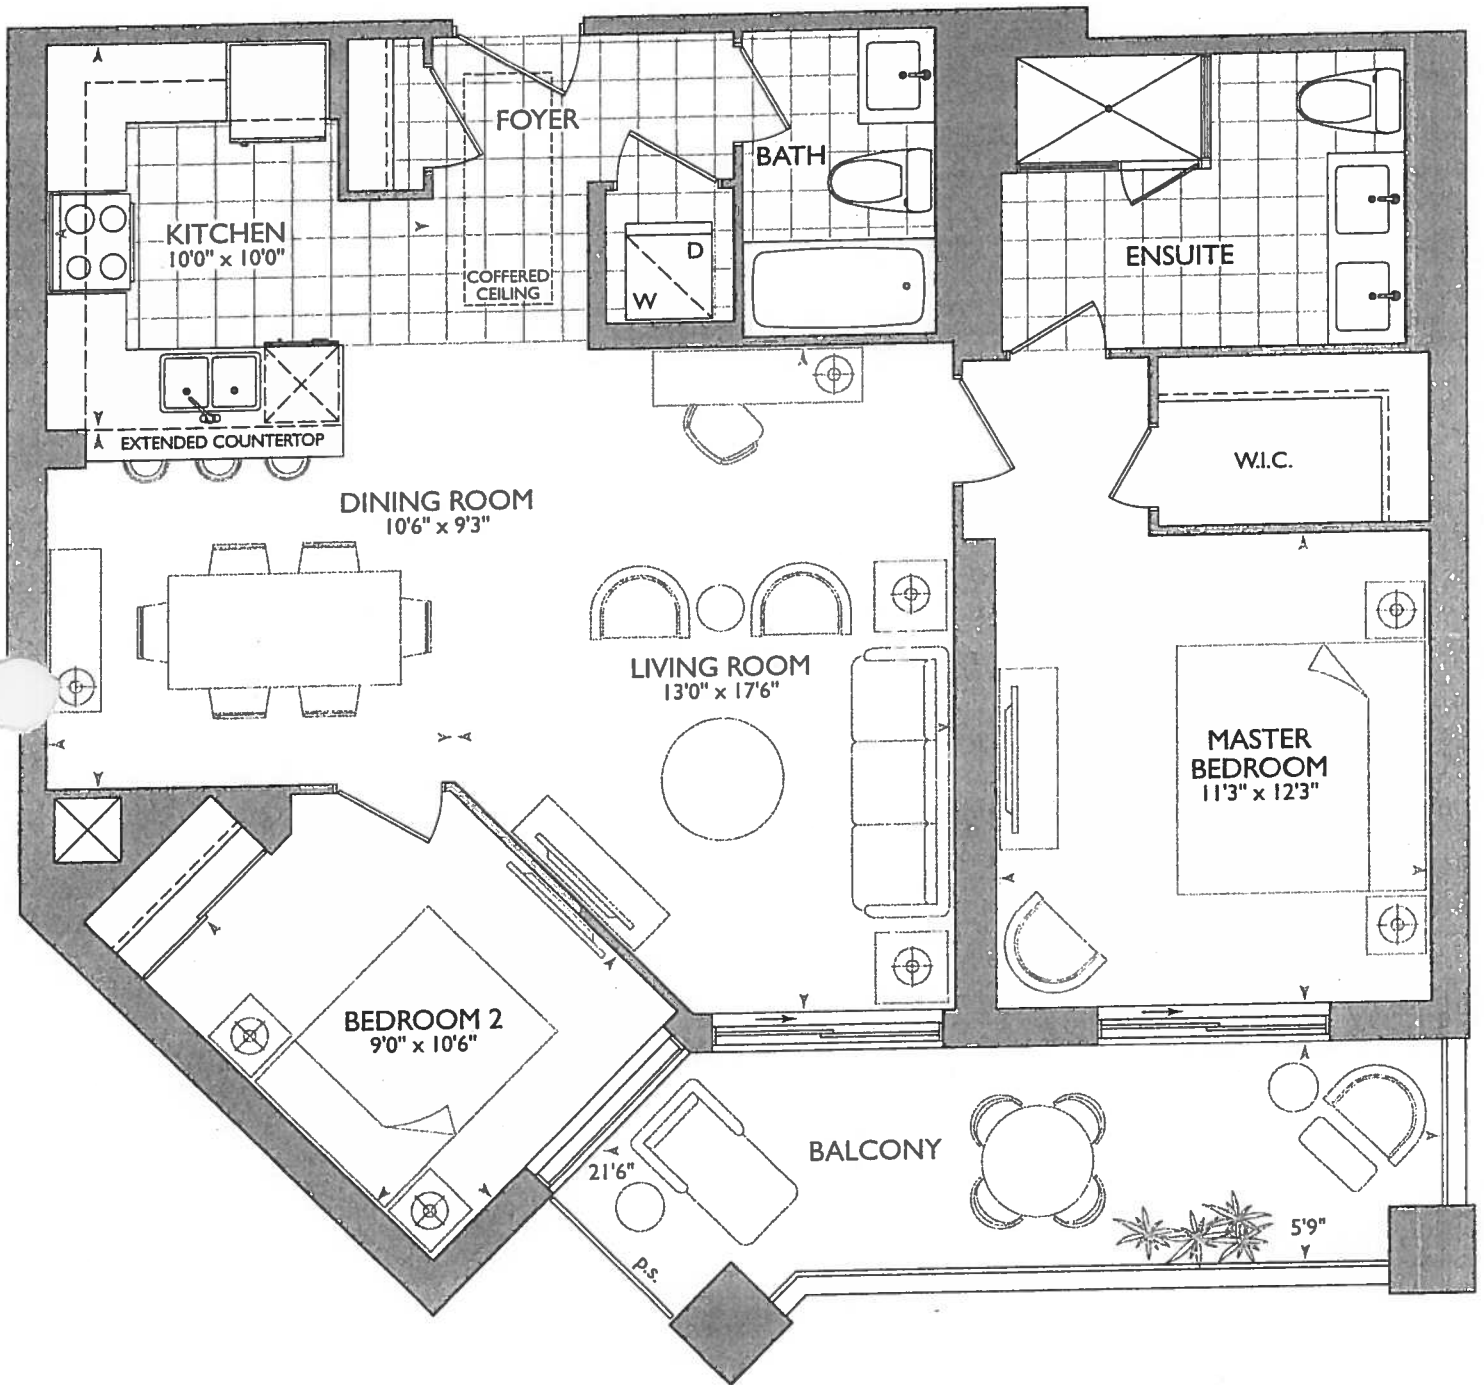 FOYER
BATH
KITCHEN
10'0" x 10'0"
COFFERED
CEILING
D
W
ENSUITE
EXTENDED COUNTERTOP
W.I.C.
DINING ROOM
10'6" x 9'3"
LIVING ROOM
13'0" x 17'6"
MASTER
BEDROOM
11'3" x 12'3"
BEDROOM 2
9'0" x 10'6"
BALCONY
21'6"
5'9"
p.s.